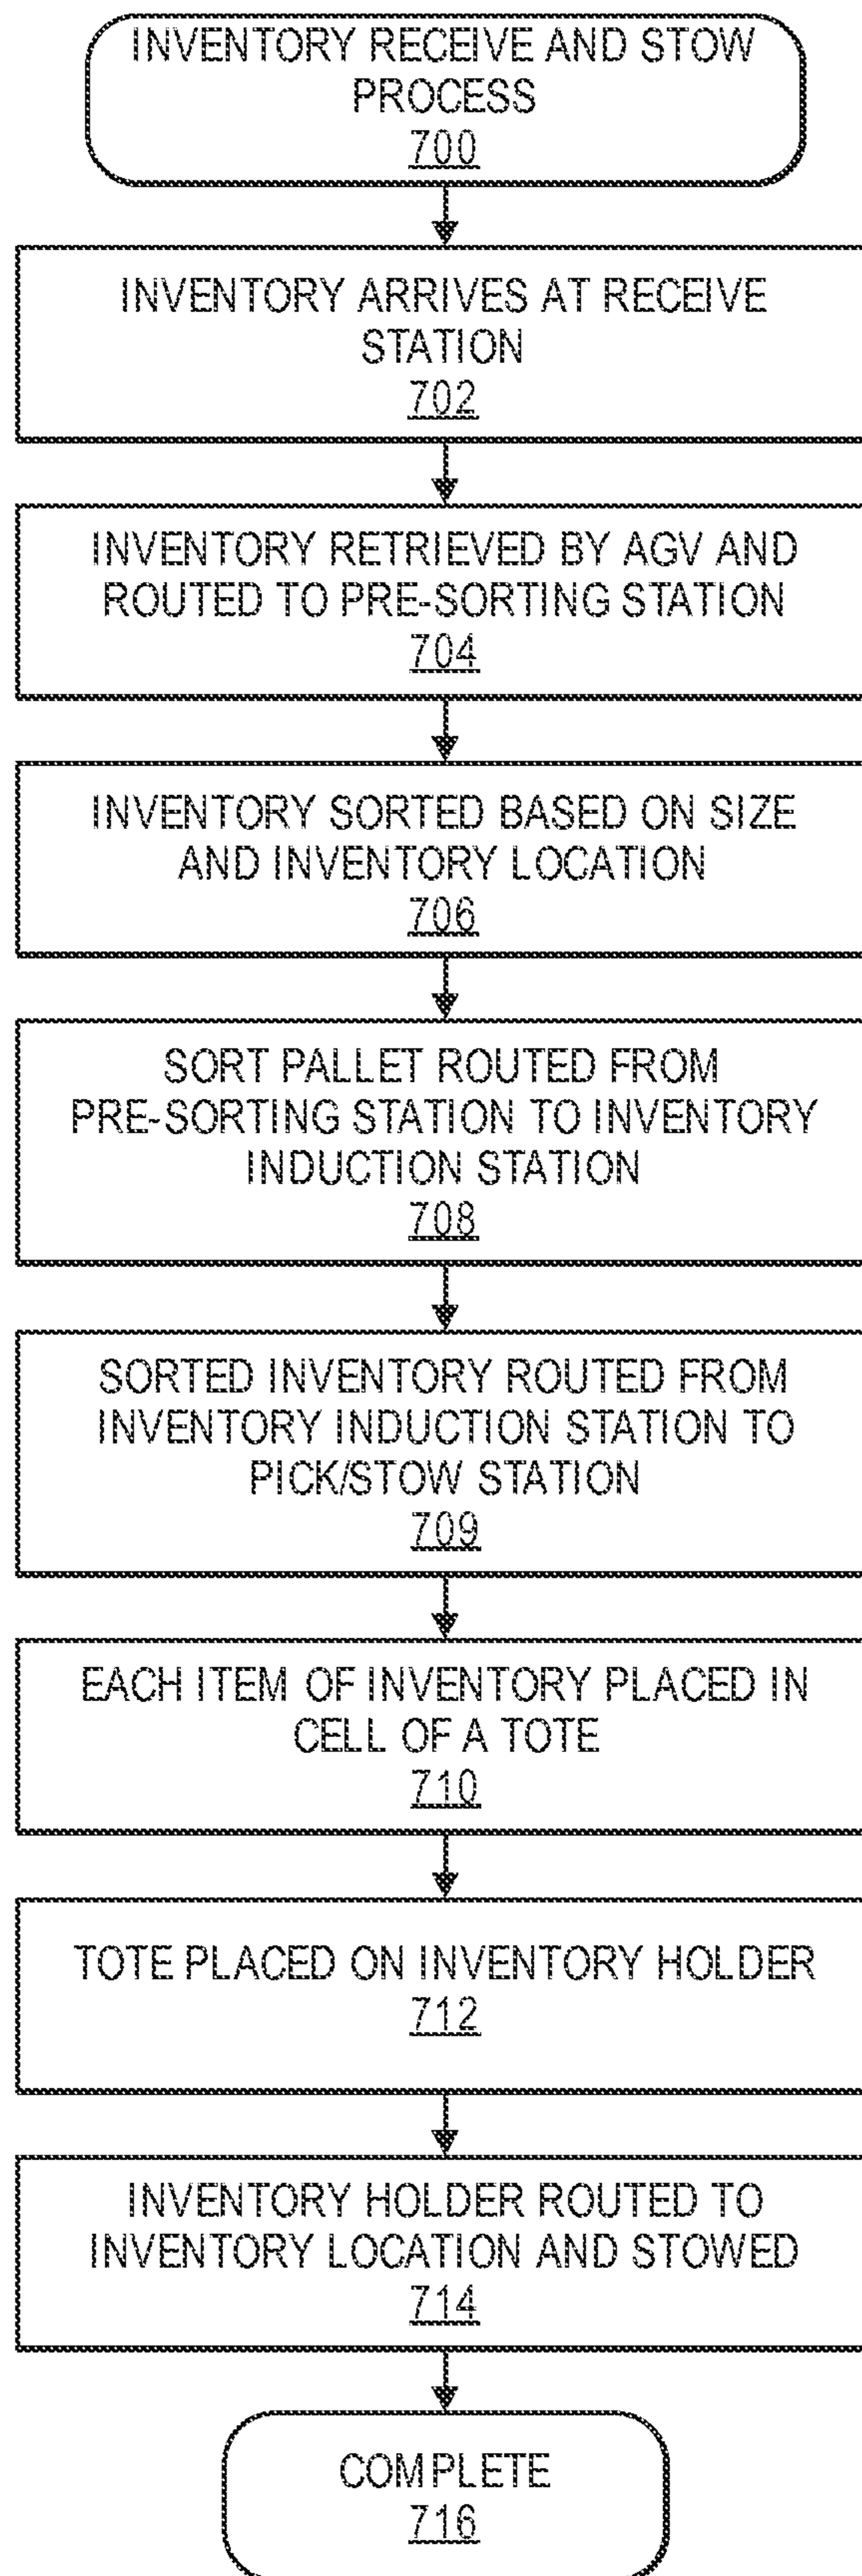 INVENTORY RECEIVE AND STOW
PROCESS
700
INVENTORY ARRIVES AT RECEIVE
STATION
702
INVENTORY RETRIEVED BY AGV AND
ROUTED TO PRE-SORTING STATION
704
INVENTORY SORTED BASED ON SIZE
AND INVENTORY LOCATION
706
SORT PALLET ROUTED FROM
PRE-SORTING STATION TO INVENTORY
INDUCTION STATION
708
SORTED INVENTORY ROUTED FROM
INVENTORY INDUCTION STATION TO
PICK/STOW STATION
709
EACH ITEM OF INVENTORY PLACED IN
CELL OF A TOTE
710
TOTE PLACED ON INVENTORY HOLDER
712
INVENTORY HOLDER ROUTED TO
INVENTORY LOCATION AND STOWED
714
COMPLETE
716